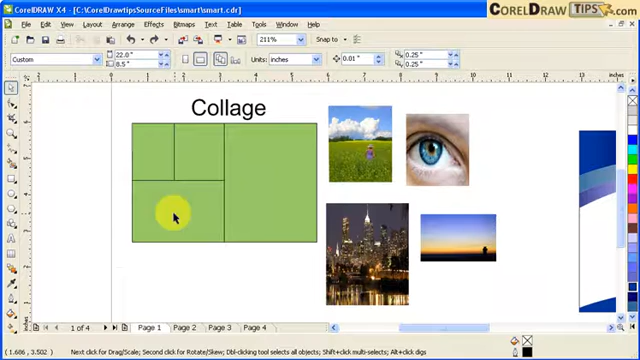 CorelDRAW X4 - [C:\CorelDrawtipsSourceFiles\smart\smart.cdr]
CORELDRAW TIPS.com
File Edit View Layout Arrange Effects Bitmaps Text Tools Window Help
211% Snap to
Custom 22.0 " 8.5 " Units: inches 0.01 " 0.25 " 0.25 "
inches
Collage
1 of 4 Page 1 Page 2 Page 3 Page 4
(1.686, 3.502) Next click for Drag/Scale; Second click for Rotate/Skew; Dbl-clicking tool selects all objects; Shift+click multi-selects; Alt+click digs